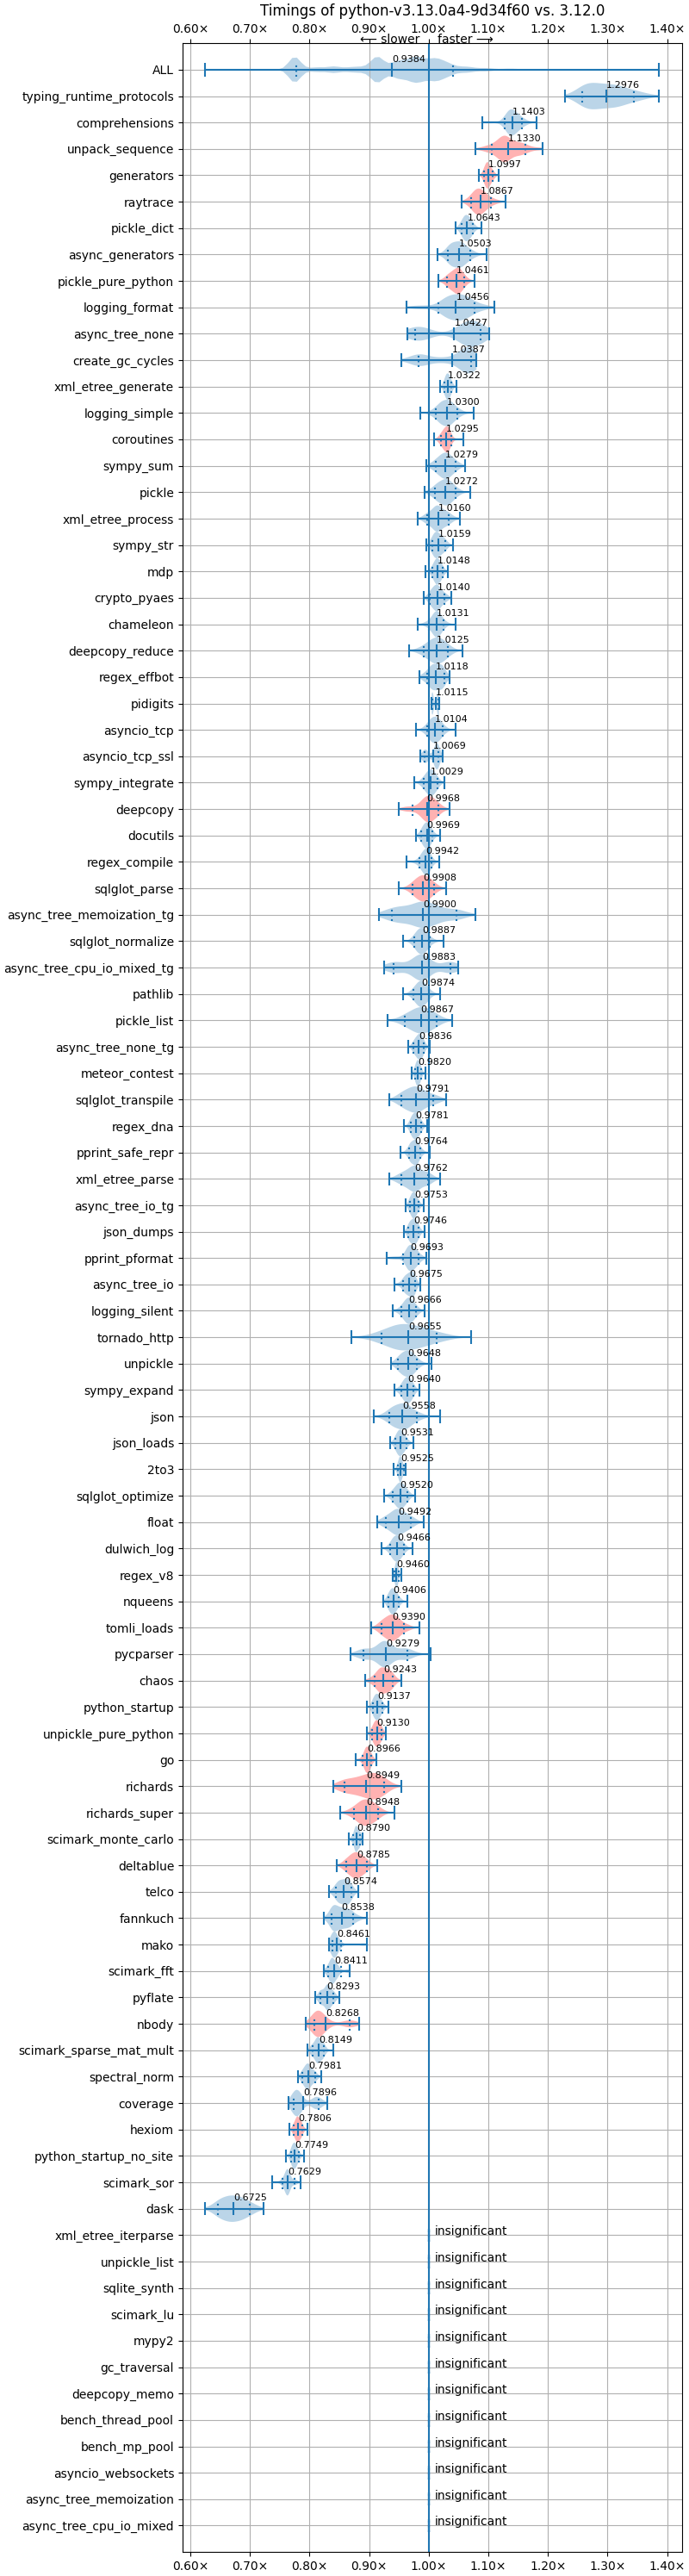 Timings of python-v3.13.0a4-9d34f60 vs. 3.12.0
0.60× 0.70× 0.80× 0.90× 1.00× 1.10× 1.20× 1.30× 1.40×
⟵ slower faster ⟶
ALL 0.9384
typing_runtime_protocols 1.2976
comprehensions 1.1403
unpack_sequence 1.1330
generators 1.0997
raytrace 1.0867
pickle_dict 1.0643
async_generators 1.0503
pickle_pure_python 1.0461
logging_format 1.0456
async_tree_none 1.0427
create_gc_cycles 1.0387
xml_etree_generate 1.0322
logging_simple 1.0300
coroutines 1.0295
sympy_sum 1.0279
pickle 1.0272
xml_etree_process 1.0160
sympy_str 1.0159
mdp 1.0148
crypto_pyaes 1.0140
chameleon 1.0131
deepcopy_reduce 1.0125
regex_effbot 1.0118
pidigits 1.0115
asyncio_tcp 1.0104
asyncio_tcp_ssl 1.0069
sympy_integrate 1.0029
deepcopy 0.9968
docutils 0.9969
regex_compile 0.9942
sqlglot_parse 0.9908
async_tree_memoization_tg 0.9900
sqlglot_normalize 0.9887
async_tree_cpu_io_mixed_tg 0.9883
pathlib 0.9874
pickle_list 0.9867
async_tree_none_tg 0.9836
meteor_contest 0.9820
sqlglot_transpile 0.9791
regex_dna 0.9781
pprint_safe_repr 0.9764
xml_etree_parse 0.9762
async_tree_io_tg 0.9753
json_dumps 0.9746
pprint_pformat 0.9693
async_tree_io 0.9675
logging_silent 0.9666
tornado_http 0.9655
unpickle 0.9648
sympy_expand 0.9640
json 0.9558
json_loads 0.9531
2to3 0.9525
sqlglot_optimize 0.9520
float 0.9492
dulwich_log 0.9466
regex_v8 0.9460
nqueens 0.9406
tomli_loads 0.9390
pycparser 0.9279
chaos 0.9243
python_startup 0.9137
unpickle_pure_python 0.9130
go 0.8966
richards 0.8949
richards_super 0.8948
scimark_monte_carlo 0.8790
deltablue 0.8785
telco 0.8574
fannkuch 0.8538
mako 0.8461
scimark_fft 0.8411
pyflate 0.8293
nbody 0.8268
scimark_sparse_mat_mult 0.8149
spectral_norm 0.7981
coverage 0.7896
hexiom 0.7806
python_startup_no_site 0.7749
scimark_sor 0.7629
dask 0.6725
xml_etree_iterparse insignificant
unpickle_list insignificant
sqlite_synth insignificant
scimark_lu insignificant
mypy2 insignificant
gc_traversal insignificant
deepcopy_memo insignificant
bench_thread_pool insignificant
bench_mp_pool insignificant
asyncio_websockets insignificant
async_tree_memoization insignificant
async_tree_cpu_io_mixed insignificant
0.60× 0.70× 0.80× 0.90× 1.00× 1.10× 1.20× 1.30× 1.40×